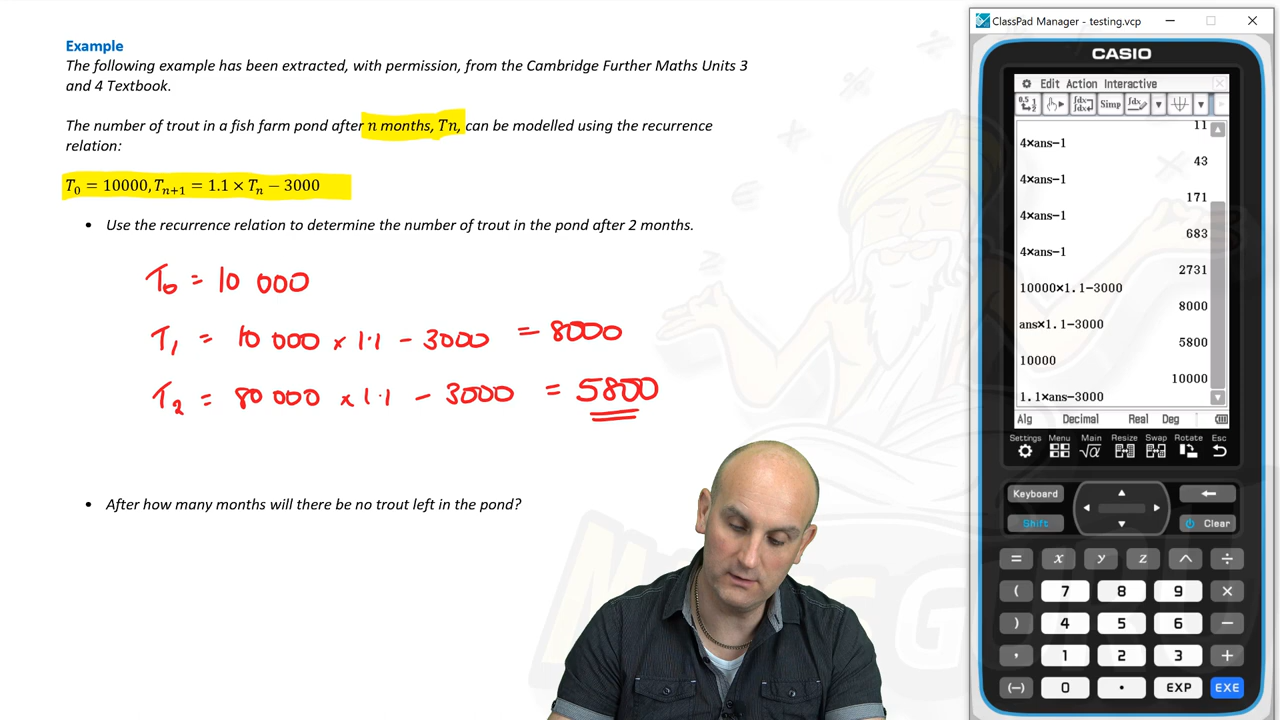 Example
The following example has been extracted, with permission, from the Cambridge Further Maths Units 3
and 4 Textbook.
The number of trout in a fish farm pond after n months, Tn, can be modelled using the recurrence
relation:
T₀ = 10000, Tₙ₊₁ = 1.1 × Tₙ − 3000
• Use the recurrence relation to determine the number of trout in the pond after 2 months.
T₀ = 10 000
T₁ = 10 000 × 1.1 − 3000 = 8000
T₂ = 80 000 × 1.1 − 3000 = 5800
• After how many months will there be no trout left in the pond?
ClassPad Manager - testing.vcp
CASIO
Edit Action Interactive
Simp
11
4×ans−1
43
4×ans−1
171
4×ans−1
683
4×ans−1
2731
10000×1.1−3000
8000
ans×1.1−3000
5800
10000
10000
1.1×ans−3000
Alg Decimal Real Deg
Settings Menu Main Resize Swap Rotate Esc
Keyboard
Shift Clear
= x y z ^ ÷
( 7 8 9 ×
) 4 5 6 −
, 1 2 3 +
(−) 0 . EXP EXE